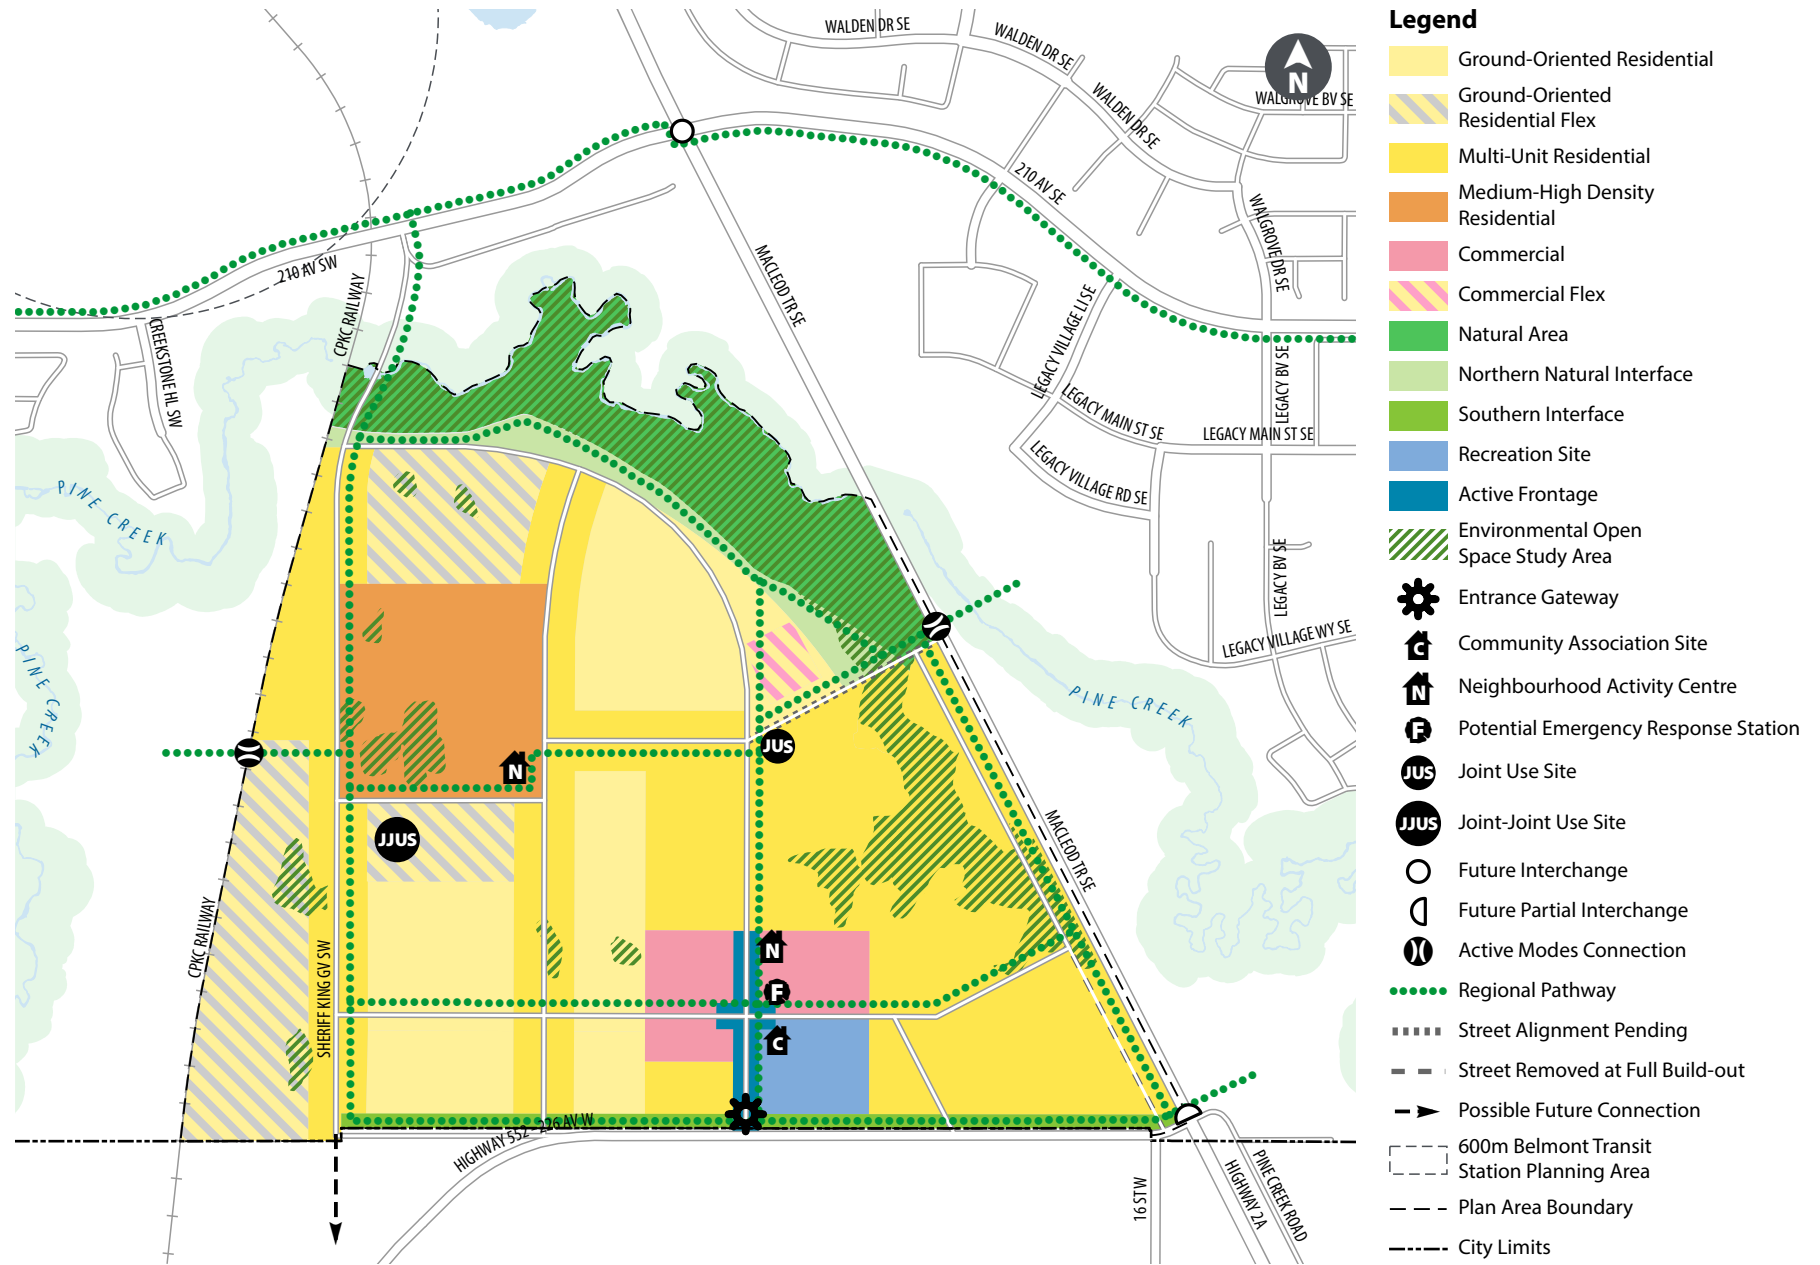 WALDEN DR SE
WALDEN DR SE
WALDEN DR SE
WALGROVE BV SE
N
210 AV SE
WALGROVE DR SE
210 AV SW
MACLEOD TR SE
CPKC RAILWAY
CREEKSTONE HL SW
LEGACY VILLAGE LI SE
LEGACY BV SE
LEGACY MAIN ST SE
LEGACY MAIN ST SE
LEGACY VILLAGE RD SE
PINE CREEK
LEGACY BV SE
LEGACY VILLAGE WY SE
PINE CREEK
PINE CREEK
JUS
N
JJUS
MACLEOD TR SE
CPKC RAILWAY
SHERIFF KING GV SW
N
F
C
HIGHWAY 552 - 226 AV W
16 ST W
HIGHWAY 2A
PINE CREEK ROAD
Legend
Ground-Oriented Residential
Ground-Oriented
Residential Flex
Multi-Unit Residential
Medium-High Density
Residential
Commercial
Commercial Flex
Natural Area
Northern Natural Interface
Southern Interface
Recreation Site
Active Frontage
Environmental Open
Space Study Area
Entrance Gateway
C Community Association Site
N Neighbourhood Activity Centre
F Potential Emergency Response Station
JUS Joint Use Site
JJUS Joint-Joint Use Site
Future Interchange
Future Partial Interchange
Active Modes Connection
Regional Pathway
Street Alignment Pending
Street Removed at Full Build-out
Possible Future Connection
600m Belmont Transit
Station Planning Area
Plan Area Boundary
City Limits